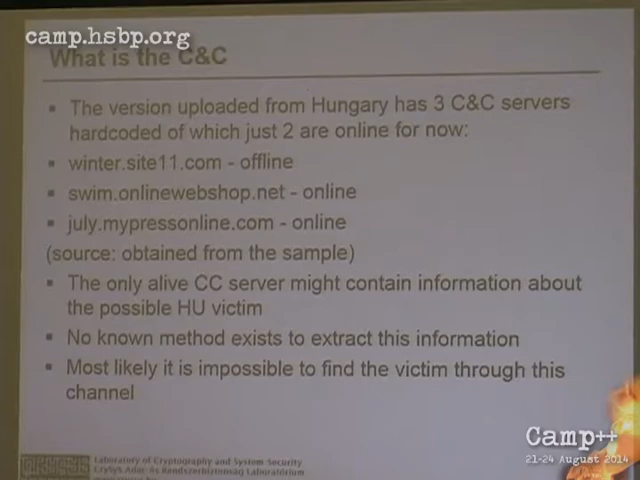 camp.hsbp.org
What is the C&C
The version uploaded from Hungary has 3 C&C servers
hardcoded of which just 2 are online for now:
winter.site11.com - offline
swim.onlinewebshop.net - online
july.mypressonline.com - online
(source: obtained from the sample)
The only alive CC server might contain information about
the possible HU victim
No known method exists to extract this information
Most likely it is impossible to find the victim through this
channel
Camp++
21-24 August 2014
Laboratory of Cryptography and System Security
CrySyS Adat- és Rendszerbiztonság Laboratórium